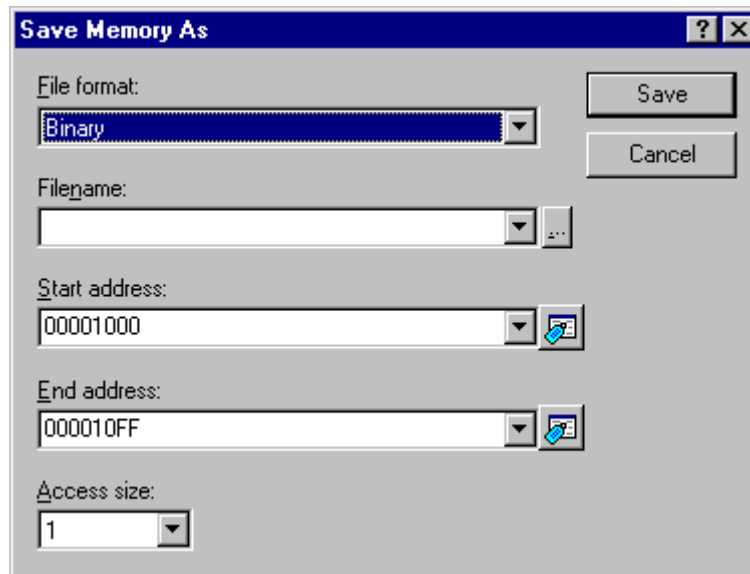 Save Memory As
File format:
Save
Binary
Cancel
Filename:
...
Start address:
00001000
End address:
000010FF
Access size:
1